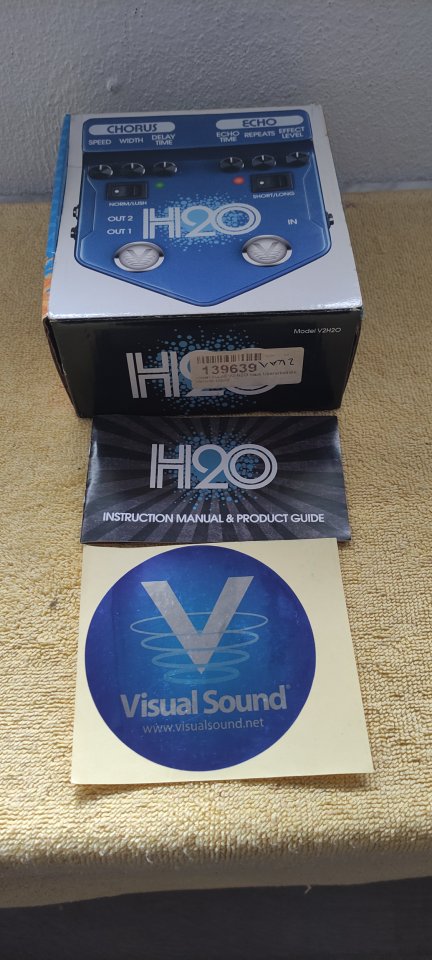 CHORUS
ECHO
SPEED WIDTH DELAY TIME
ECHO TIME REPEATS EFFECT LEVEL
NORM/LUSH
SHORT/LONG
OUT 2
OUT 1
H2O
IN
Model V2H2O
H2O
139639
H2O
INSTRUCTION MANUAL & PRODUCT GUIDE
V
Visual Sound®
www.visualsound.net